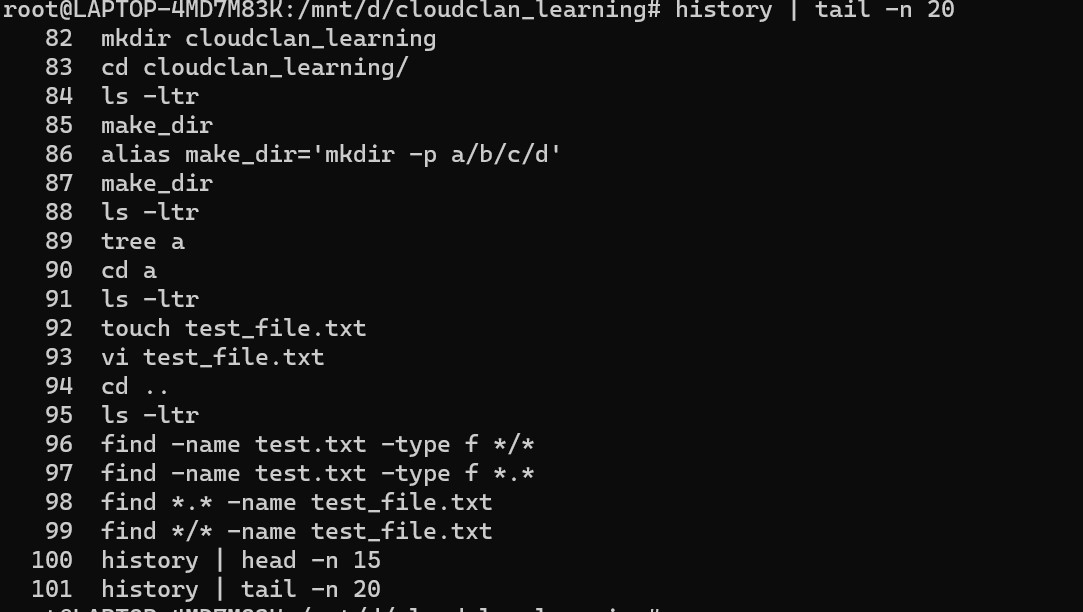 root@LAPTOP-4MD7M83K:/mnt/d/cloudclan_learning# history | tail -n 20
82 mkdir cloudclan_learning
83 cd cloudclan_learning/
84 ls -ltr
85 make_dir
86 alias make_dir='mkdir -p a/b/c/d'
87 make_dir
88 ls -ltr
89 tree a
90 cd a
91 ls -ltr
92 touch test_file.txt
93 vi test_file.txt
94 cd ..
95 ls -ltr
96 find -name test.txt -type f */*
97 find -name test.txt -type f *.*
98 find *.* -name test_file.txt
99 find */* -name test_file.txt
100 history | head -n 15
101 history | tail -n 20